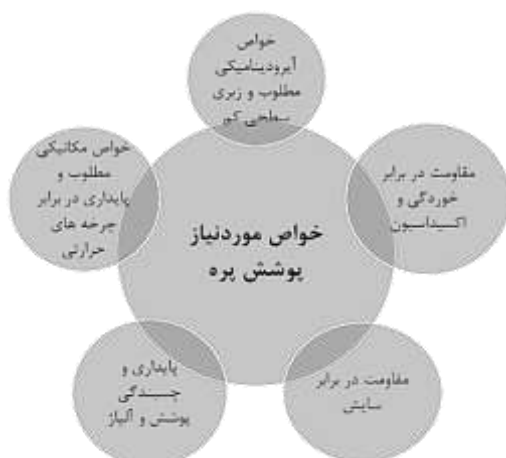 خواص
آیرودینامیکی
مطلوب و زبری
سطحی کم
خواص مکانیکی
مطلوب و
پایداری در برابر
چرخه های
حرارتی
مقاومت در برابر
خوردگی و
اکسیداسیون
خواص موردنیاز
پوشش پره
پایداری و
چسبندگی
پوشش و آلیاژ
مقاومت در برابر
سایش